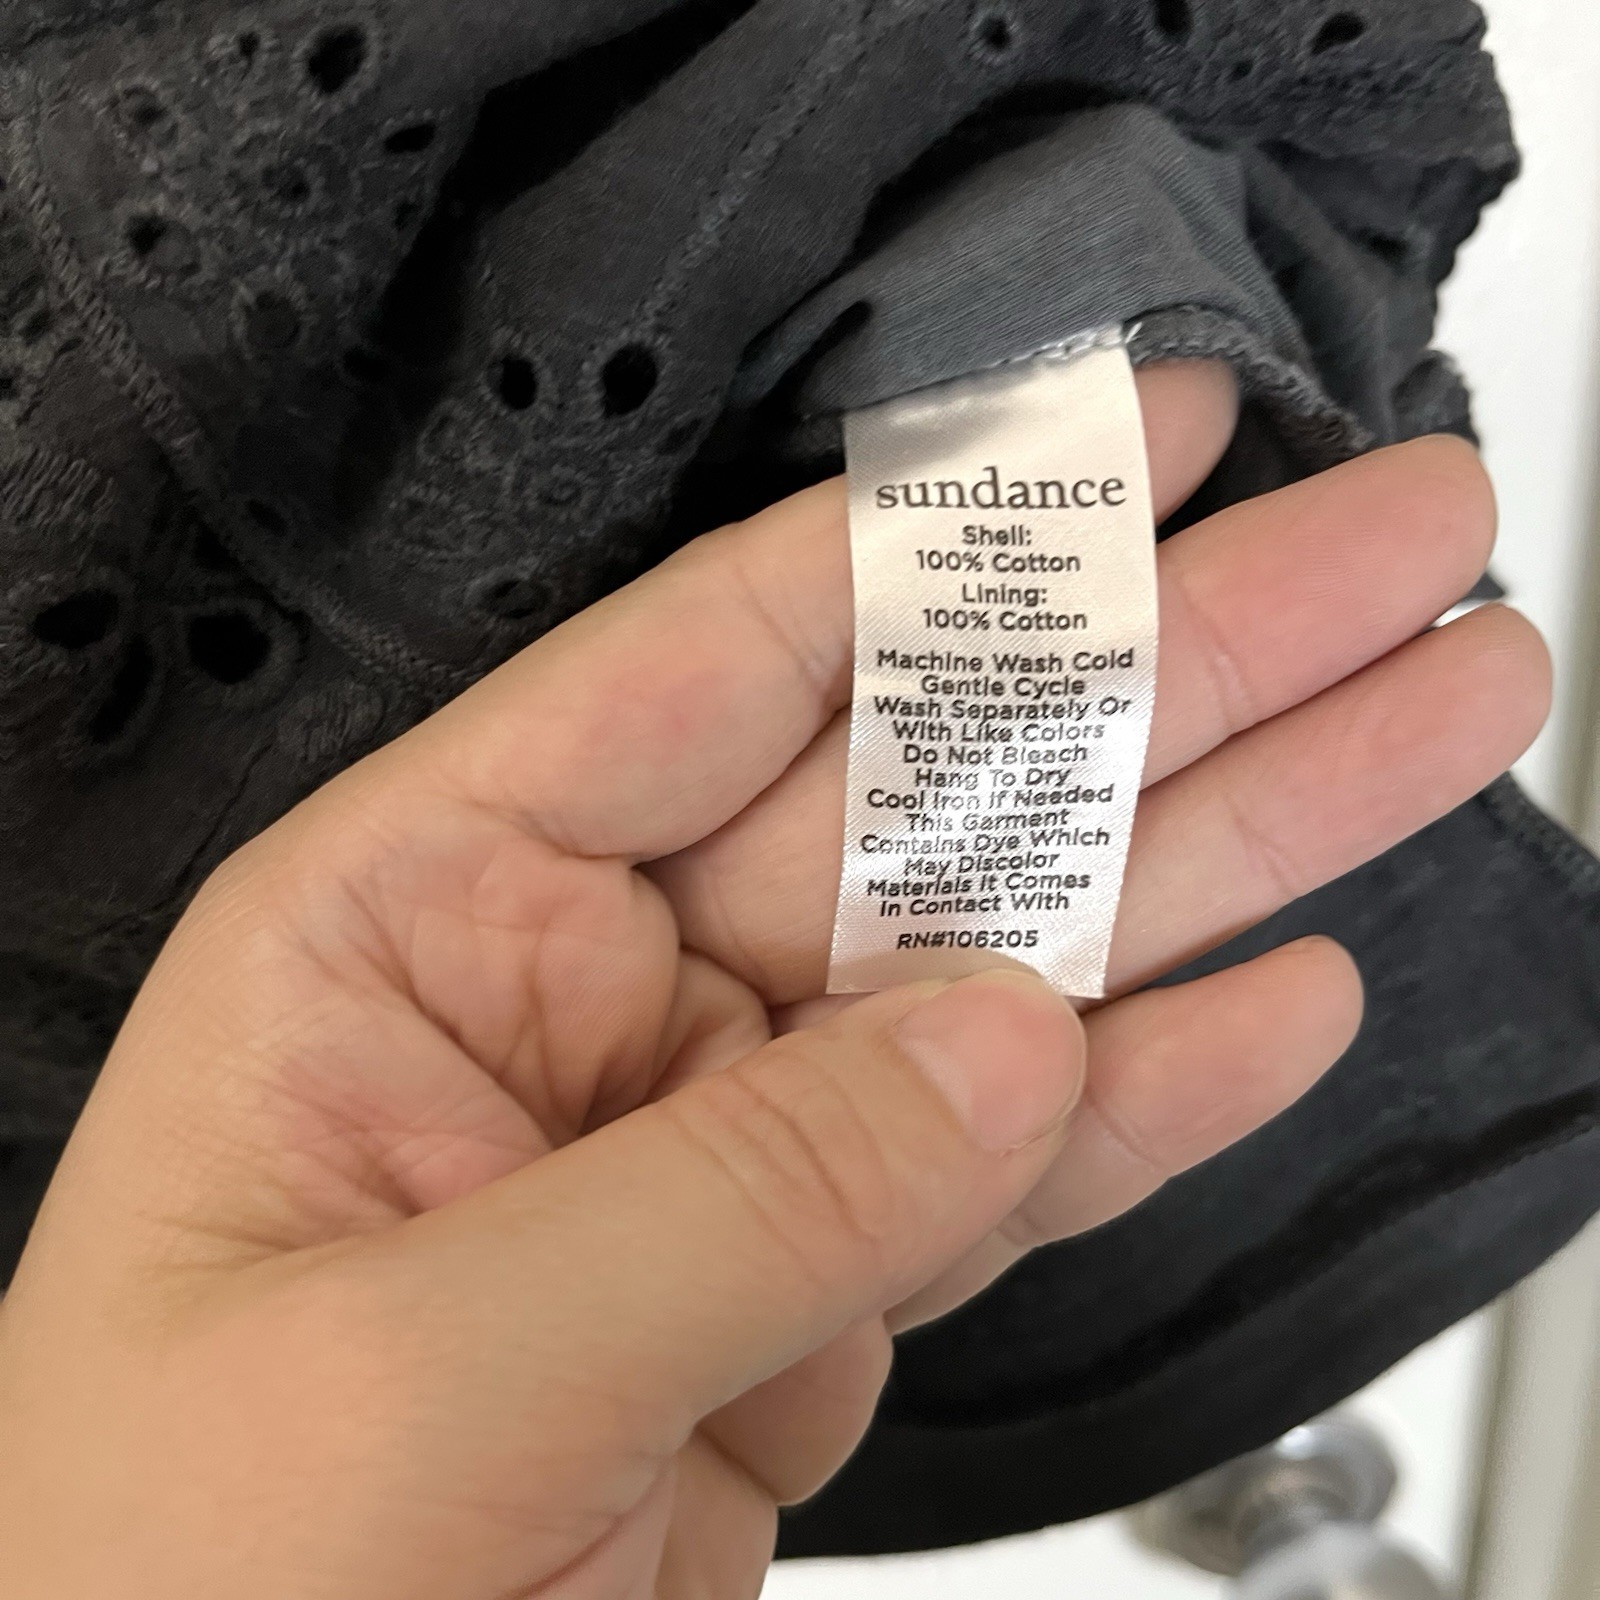 sundance
Shell:
100% Cotton
Lining:
100% Cotton
Machine Wash Cold
Gentle Cycle
Wash Separately Or
With Like Colors
Do Not Bleach
Hang To Dry
Cool Iron If Needed
This Garment
Contains Dye Which
May Discolor
Materials It Comes
In Contact With
RN#106205